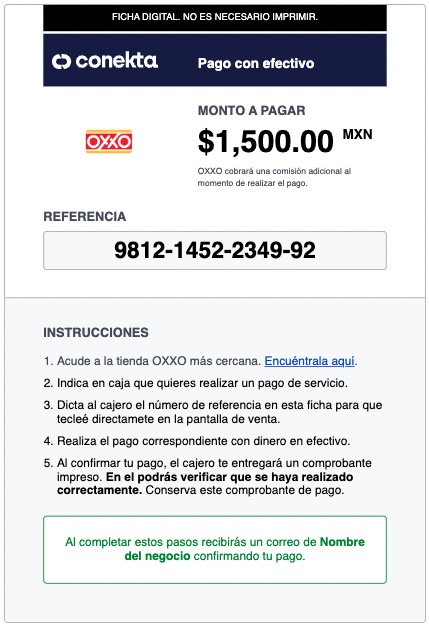 FICHA DIGITAL. NO ES NECESARIO IMPRIMIR.
conekta
Pago con efectivo
MONTO A PAGAR
OXXO
$1,500.00 MXN
OXXO cobrará una comisión adicional al
momento de realizar el pago.
REFERENCIA
9812-1452-2349-92
INSTRUCCIONES
1. Acude a la tienda OXXO más cercana. Encuéntrala aquí.
2. Indica en caja que quieres realizar un pago de servicio.
3. Dicta al cajero el número de referencia en esta ficha para que
tecleé directamete en la pantalla de venta.
4. Realiza el pago correspondiente con dinero en efectivo.
5. Al confirmar tu pago, el cajero te entregará un comprobante
impreso. En el podrás verificar que se haya realizado
correctamente. Conserva este comprobante de pago.
Al completar estos pasos recibirás un correo de Nombre
del negocio confirmando tu pago.